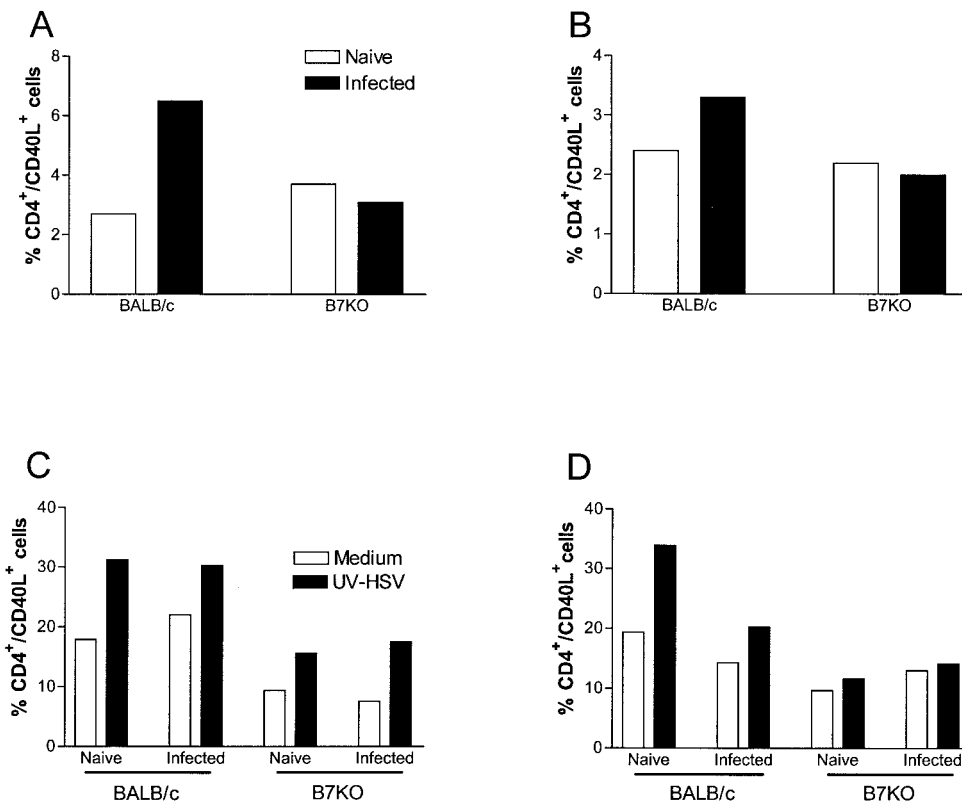 A
% CD4+/CD40L+ cells
8
6
4
2
0
Naive
Infected
BALB/c
B7KO
B
% CD4+/CD40L+ cells
4
3
2
1
0
BALB/c
B7KO
C
% CD4+/CD40L+ cells
40
30
20
10
0
Medium
UV-HSV
Naive
Infected
Naive
Infected
BALB/c
B7KO
D
% CD4+/CD40L+ cells
40
30
20
10
0
Naive
Infected
Naive
Infected
BALB/c
B7KO